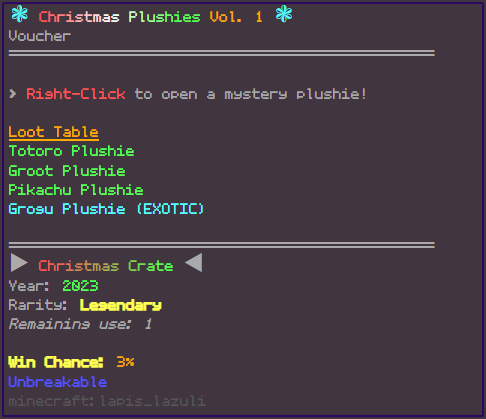 ❃ Christmas Plushies Vol. 1 ❃
Voucher
> Right-Click to open a mystery plushie!
Loot Table
Totoro Plushie
Groot Plushie
Pikachu Plushie
Grogu Plushie (EXOTIC)
▶ Christmas Crate ◀
Year: 2023
Rarity: Legendary
Remaining use: 1
Win Chance: 3%
Unbreakable
minecraft:lapis_lazuli